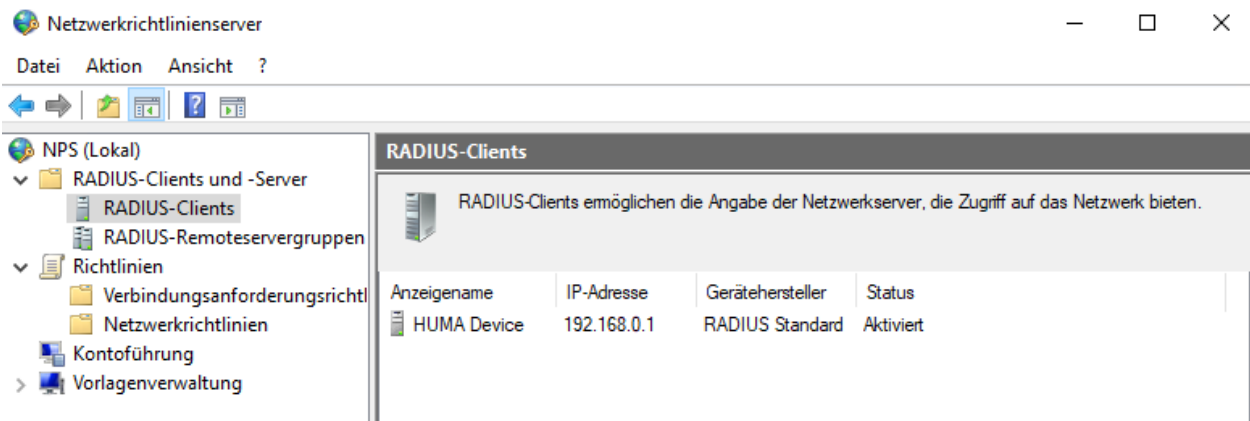 Netzwerkrichtlinienserver
Datei Aktion Ansicht ?
NPS (Lokal)
RADIUS-Clients und -Server
RADIUS-Clients
RADIUS-Remoteservergruppen
Richtlinien
Verbindungsanforderungsrichtl
Netzwerkrichtlinien
Kontoführung
Vorlagenverwaltung
RADIUS-Clients
RADIUS-Clients ermöglichen die Angabe der Netzwerkserver, die Zugriff auf das Netzwerk bieten.
Anzeigename IP-Adresse Gerätehersteller Status
HUMA Device 192.168.0.1 RADIUS Standard Aktiviert